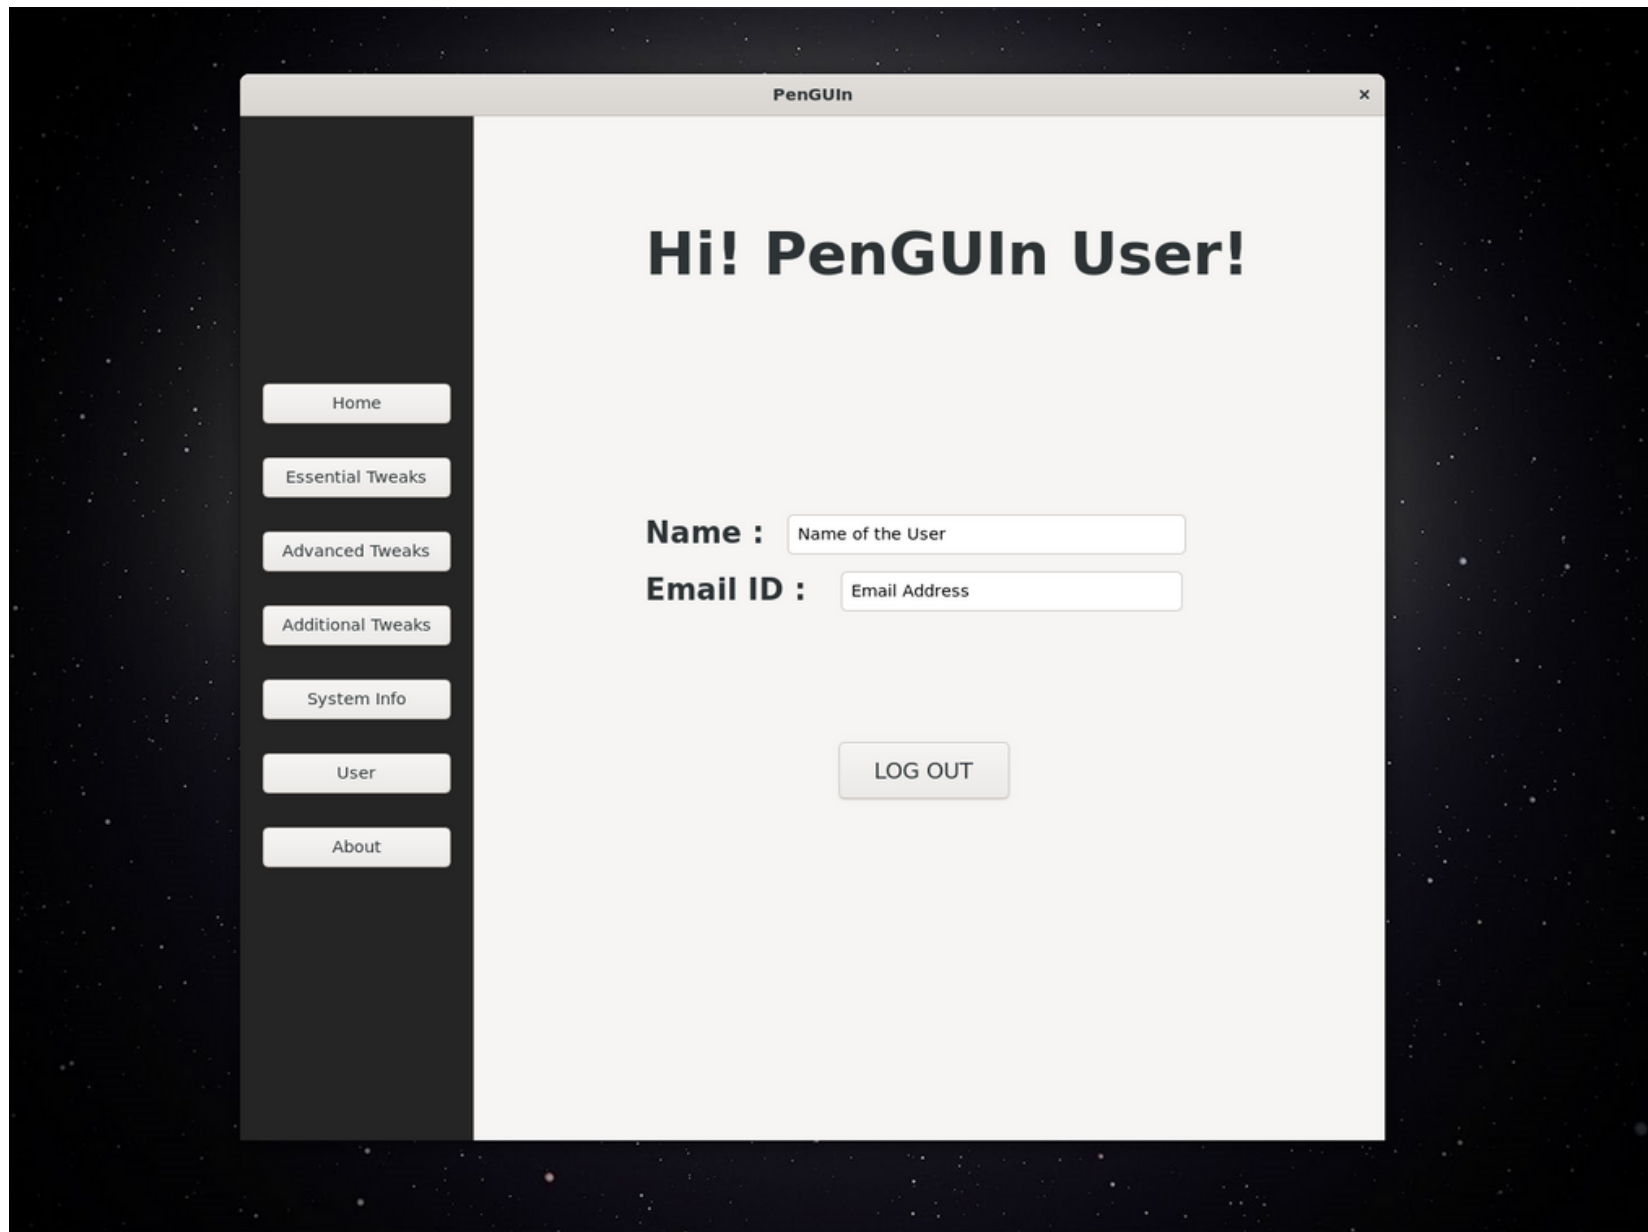 PenGUIn
Hi! PenGUIn User!
Home
Essential Tweaks
Advanced Tweaks
Additional Tweaks
System Info
User
About
Name : Name of the User
Email ID : Email Address
LOG OUT